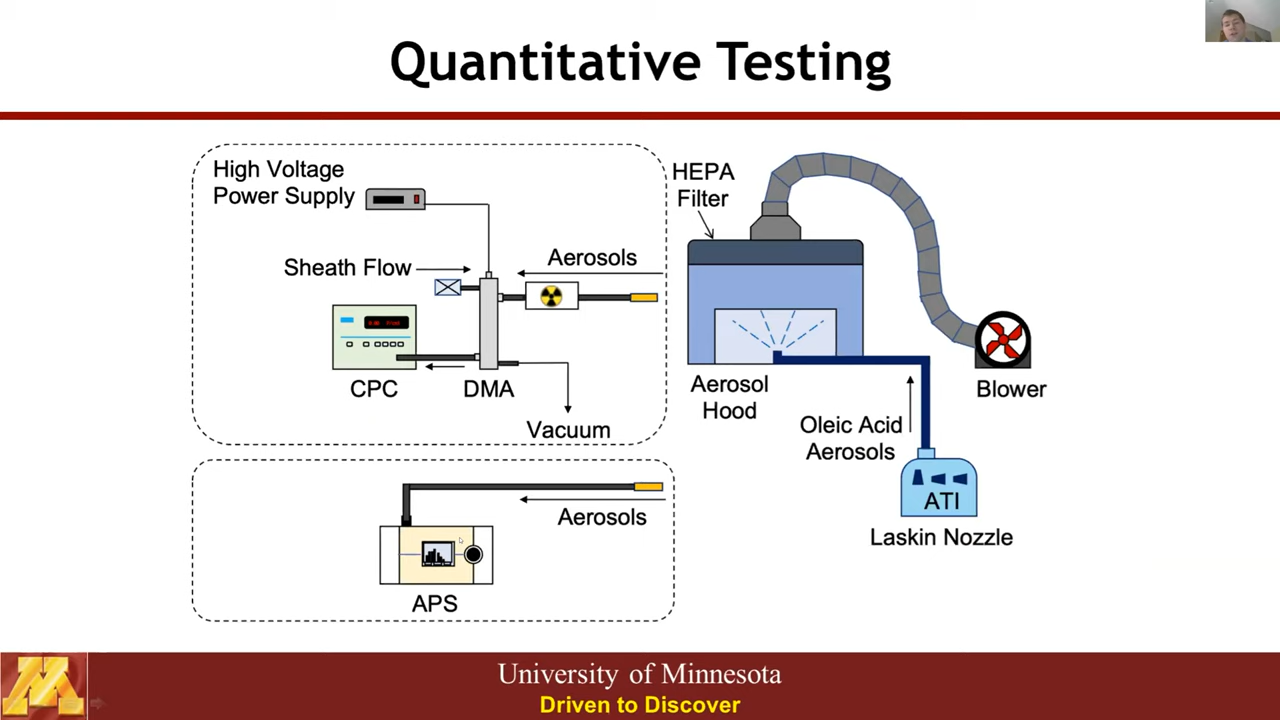 Quantitative Testing
High Voltage
Power Supply
Sheath Flow
Aerosols
CPC
DMA
Vacuum
Aerosols
APS
HEPA
Filter
Aerosol
Hood
Blower
Oleic Acid
Aerosols
ATI
Laskin Nozzle
M
University of Minnesota
Driven to Discover